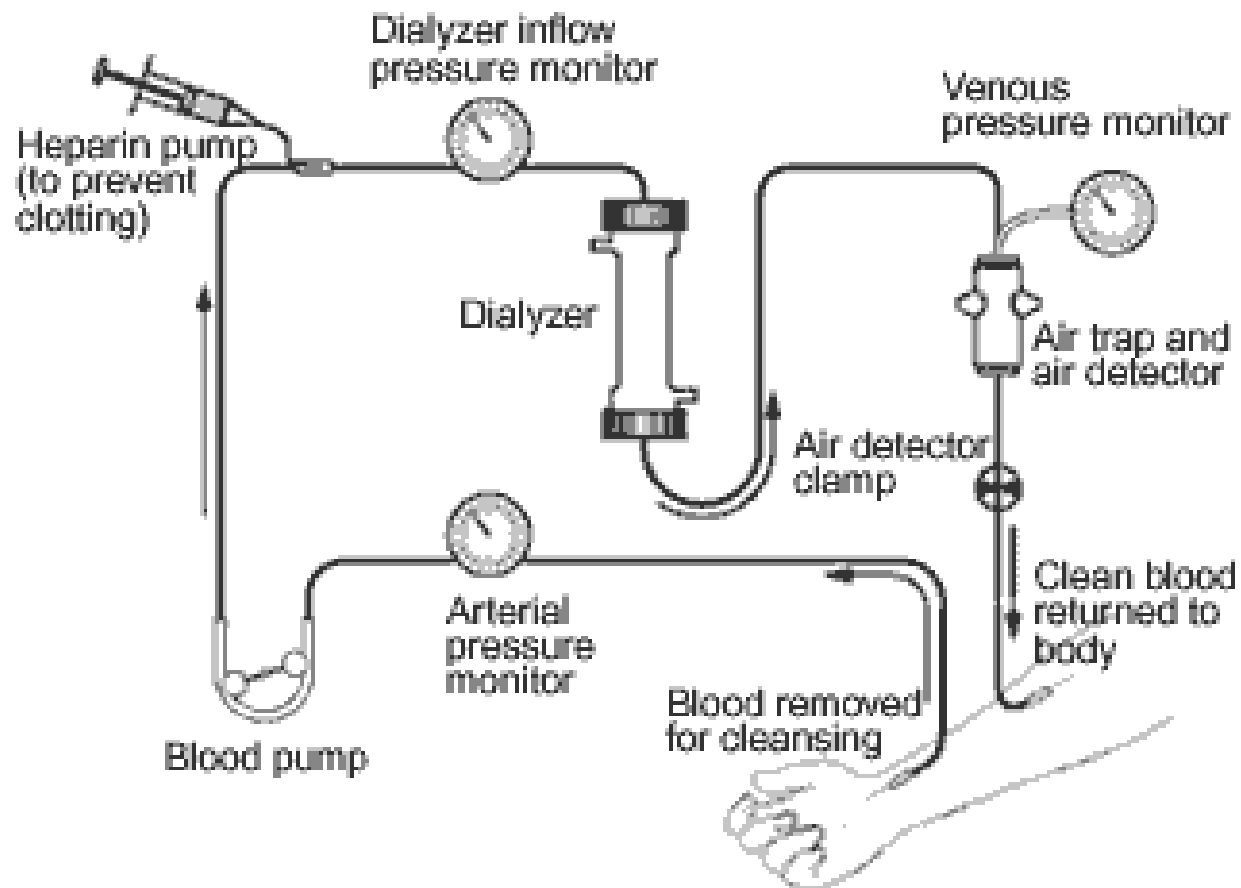 Dialyzer inflow
pressure monitor
Venous
pressure monitor
Heparin pump
(to prevent
clotting)
Dialyzer
Air trap and
air detector
Air detector
clamp
Arterial
pressure
monitor
Clean blood
returned to
body
Blood removed
for cleansing
Blood pump